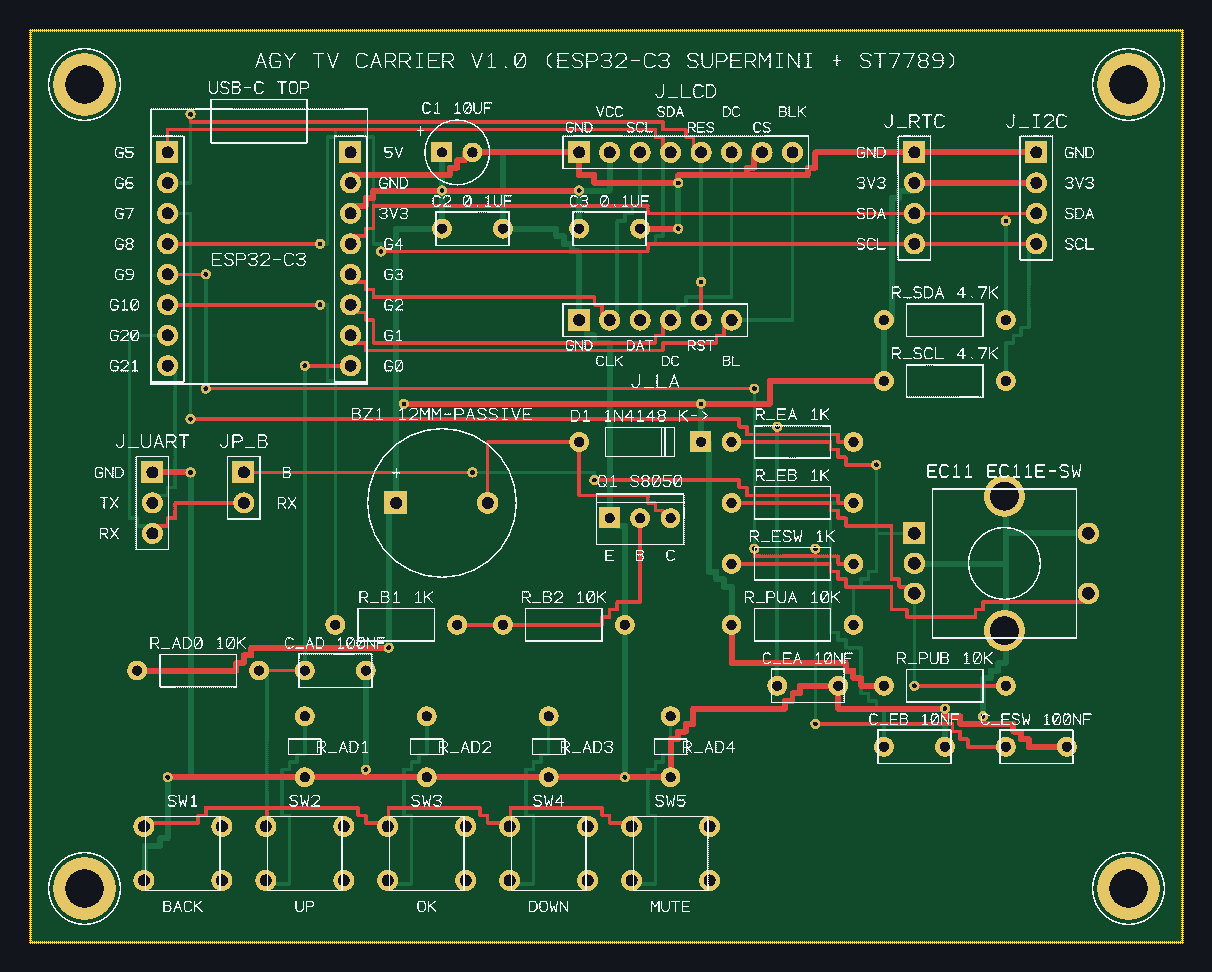 AGY TV CARRIER V1.0 (ESP32-C3 SUPERMINI + ST7789)
USB-C TOP
J_LCD
C1 10UF
VCC SDA DC BLK
GND SCL RES CS
+
J_RTC
J_I2C
G5 5V
GND GND
G6 GND
3V3 3V3
G7 3V3
C2 0.1UF C3 0.1UF
SDA SDA
G8 G4
SCL SCL
ESP32-C3
G9 G3
R_SDA 4.7K
G10 G2
G20 G1
GND DAT RST
CLK DC BL
R_SCL 4.7K
G21 G0
J_LA
BZ1 12MM-PASSIVE
D1 1N4148 K->
R_EA 1K
J_UART JP_B
GND B
+
R_EB 1K
EC11 EC11E-SW
Q1 S8050
TX RX
RX
R_ESW 1K
E B C
R_B1 1K
R_B2 10K
R_PUA 10K
R_AD0 10K
C_AD 100NF
C_EA 10NF
R_PUB 10K
C_EB 10NF
C_ESW 100NF
R_AD1 R_AD2 R_AD3 R_AD4
SW1 SW2 SW3 SW4 SW5
BACK UP OK DOWN MUTE